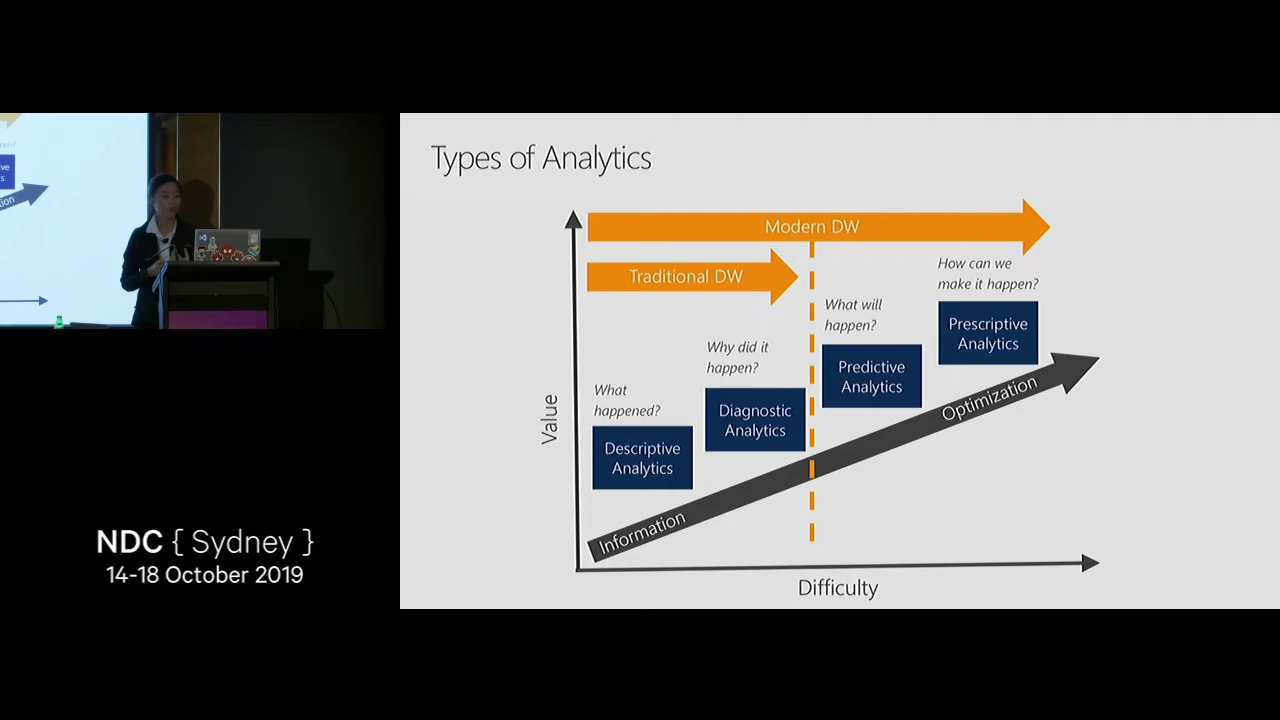 Types of Analytics
Modern DW
Traditional DW
How can we
make it happen?
What will
happen?
Prescriptive
Analytics
Why did it
happen?
Predictive
Analytics
What
happened?
Diagnostic
Analytics
Descriptive
Analytics
Optimization
Information
Value
Difficulty
NDC { Sydney }
14-18 October 2019